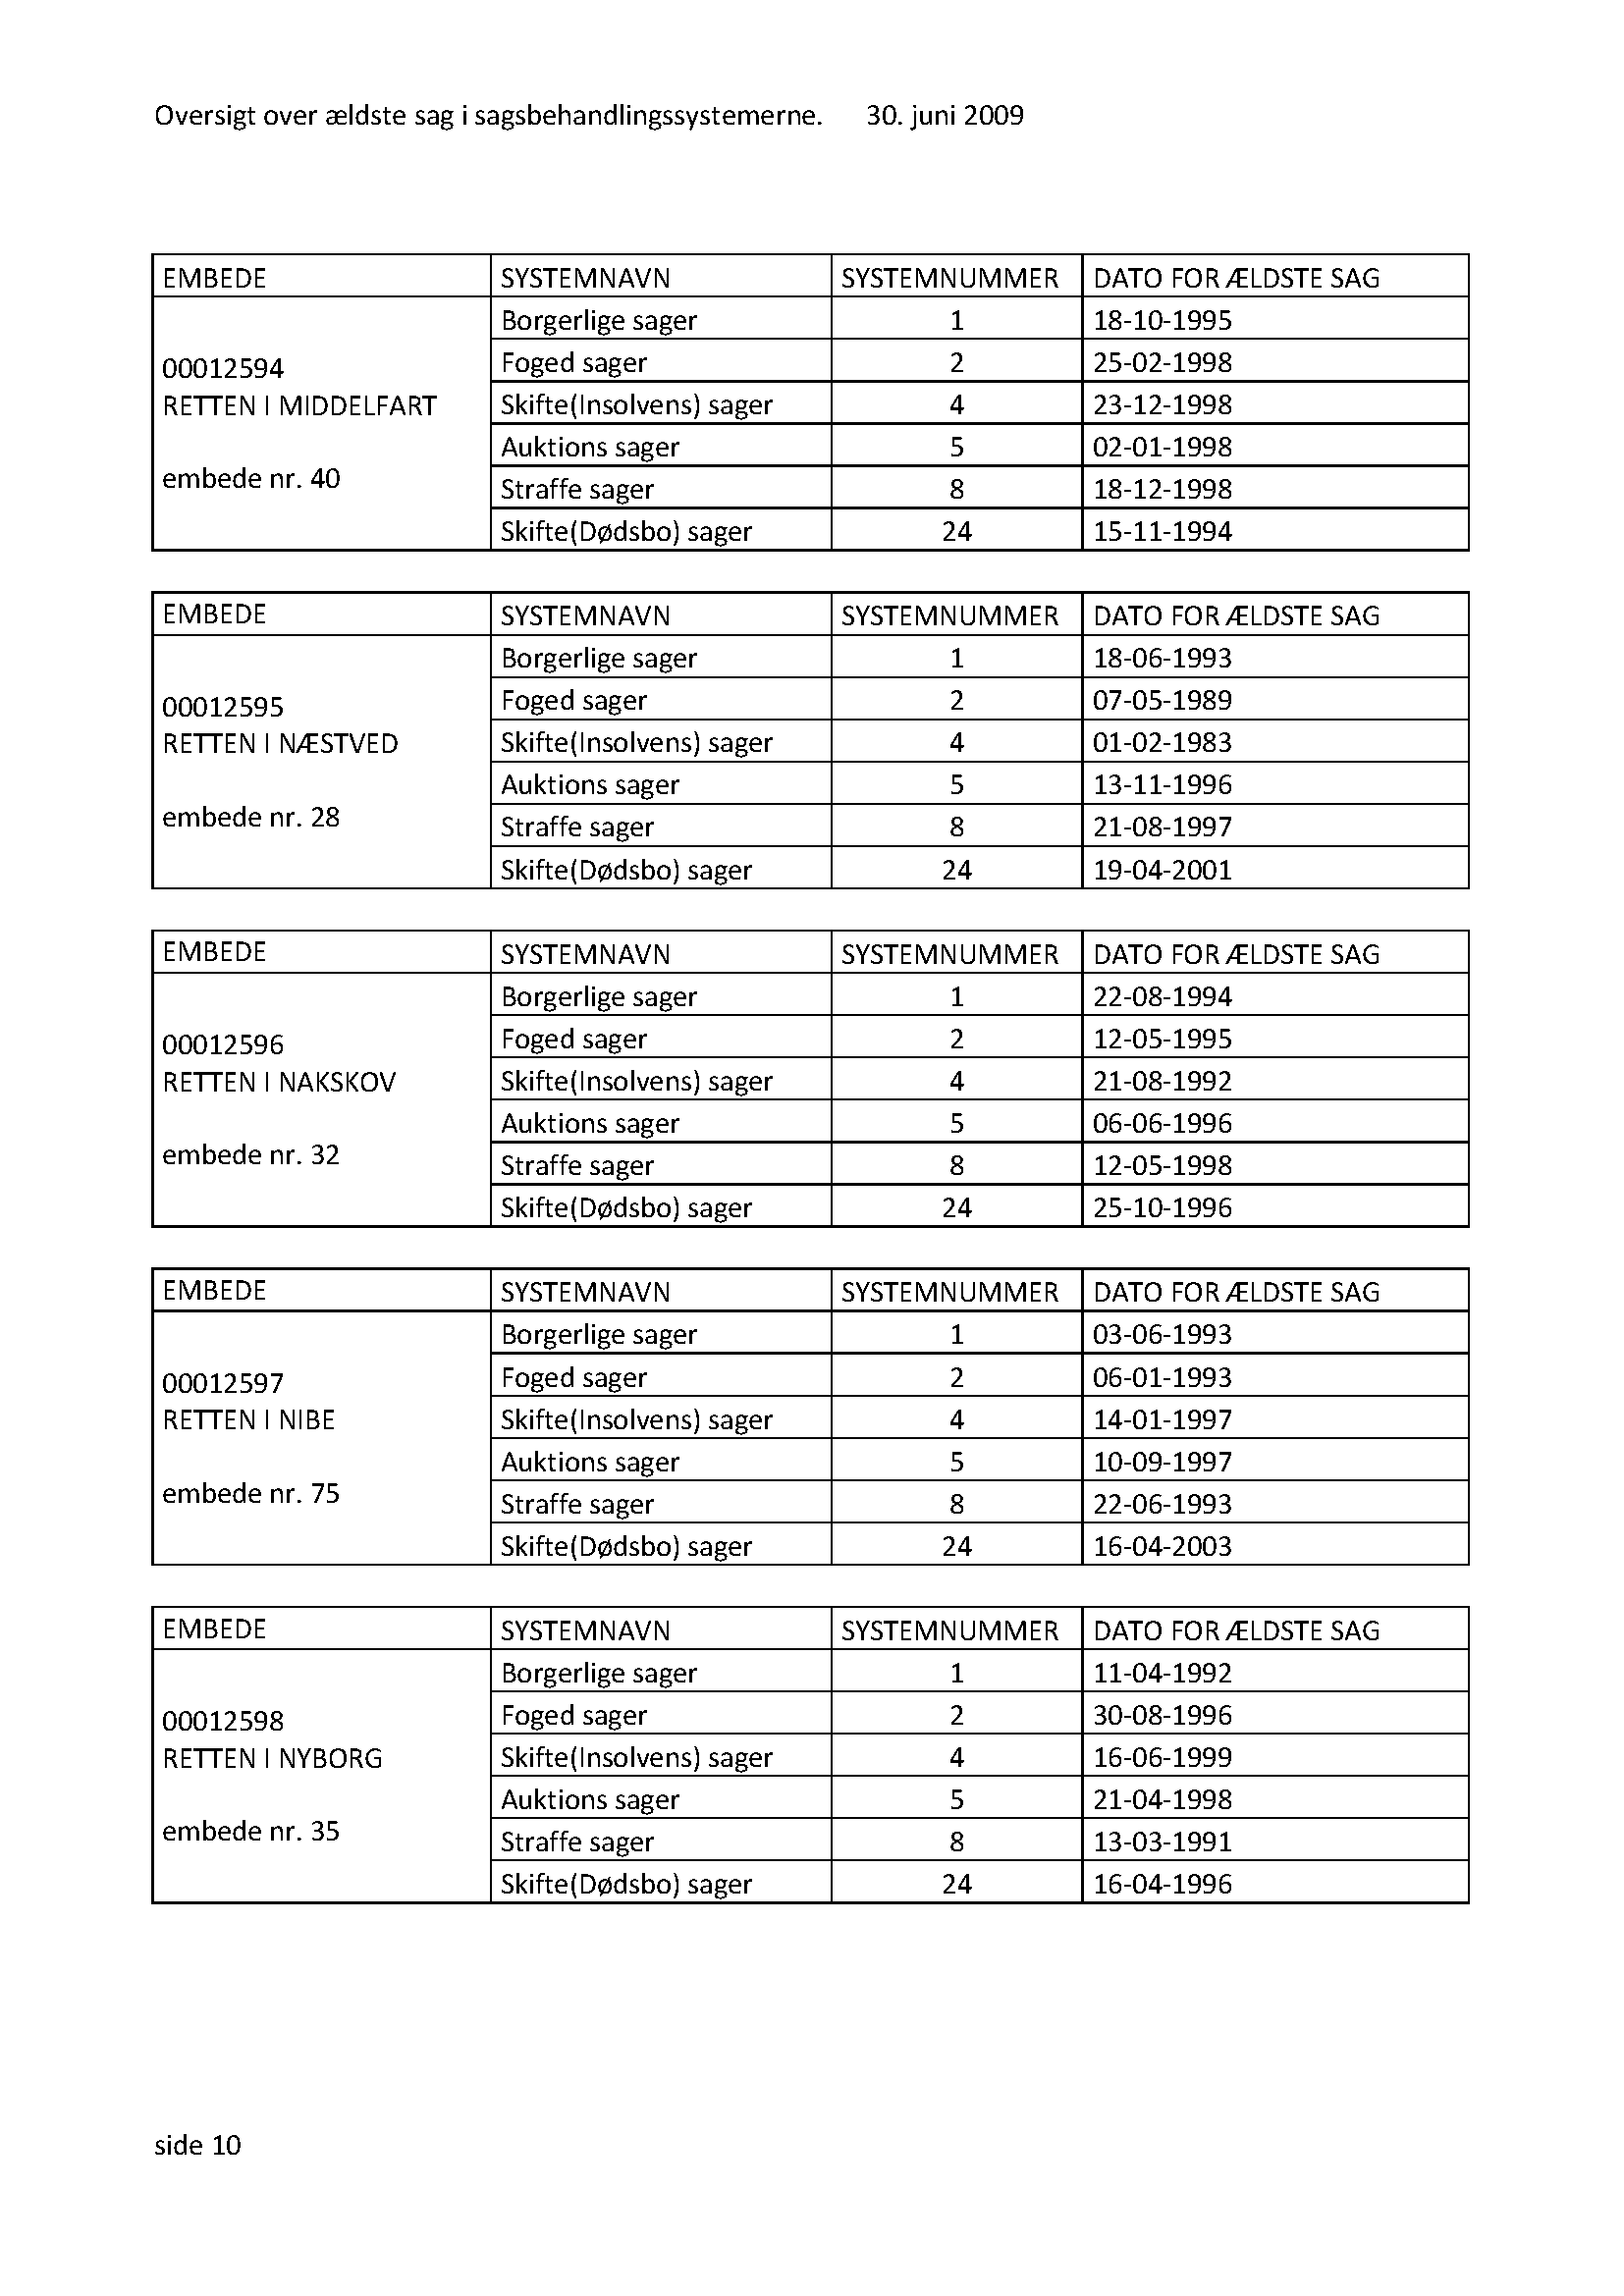 Oversigt over ældste sag i sagsbehandlingssystemerne. 30. juni 2009
EMBEDE SYSTEMNAVN SYSTEMNUMMER DATO FOR ÆLDSTE SAG
00012594
RETTEN I MIDDELFART
embede nr. 40
Borgerlige sager 1 18-10-1995
Foged sager 2 25-02-1998
Skifte(Insolvens) sager 4 23-12-1998
Auktions sager 5 02-01-1998
Straffe sager 8 18-12-1998
Skifte(Dødsbo) sager 24 15-11-1994
EMBEDE SYSTEMNAVN SYSTEMNUMMER DATO FOR ÆLDSTE SAG
00012595
RETTEN I NÆSTVED
embede nr. 28
Borgerlige sager 1 18-06-1993
Foged sager 2 07-05-1989
Skifte(Insolvens) sager 4 01-02-1983
Auktions sager 5 13-11-1996
Straffe sager 8 21-08-1997
Skifte(Dødsbo) sager 24 19-04-2001
EMBEDE SYSTEMNAVN SYSTEMNUMMER DATO FOR ÆLDSTE SAG
00012596
RETTEN I NAKSKOV
embede nr. 32
Borgerlige sager 1 22-08-1994
Foged sager 2 12-05-1995
Skifte(Insolvens) sager 4 21-08-1992
Auktions sager 5 06-06-1996
Straffe sager 8 12-05-1998
Skifte(Dødsbo) sager 24 25-10-1996
EMBEDE SYSTEMNAVN SYSTEMNUMMER DATO FOR ÆLDSTE SAG
00012597
RETTEN I NIBE
embede nr. 75
Borgerlige sager 1 03-06-1993
Foged sager 2 06-01-1993
Skifte(Insolvens) sager 4 14-01-1997
Auktions sager 5 10-09-1997
Straffe sager 8 22-06-1993
Skifte(Dødsbo) sager 24 16-04-2003
EMBEDE SYSTEMNAVN SYSTEMNUMMER DATO FOR ÆLDSTE SAG
00012598
RETTEN I NYBORG
embede nr. 35
Borgerlige sager 1 11-04-1992
Foged sager 2 30-08-1996
Skifte(Insolvens) sager 4 16-06-1999
Auktions sager 5 21-04-1998
Straffe sager 8 13-03-1991
Skifte(Dødsbo) sager 24 16-04-1996
side 10